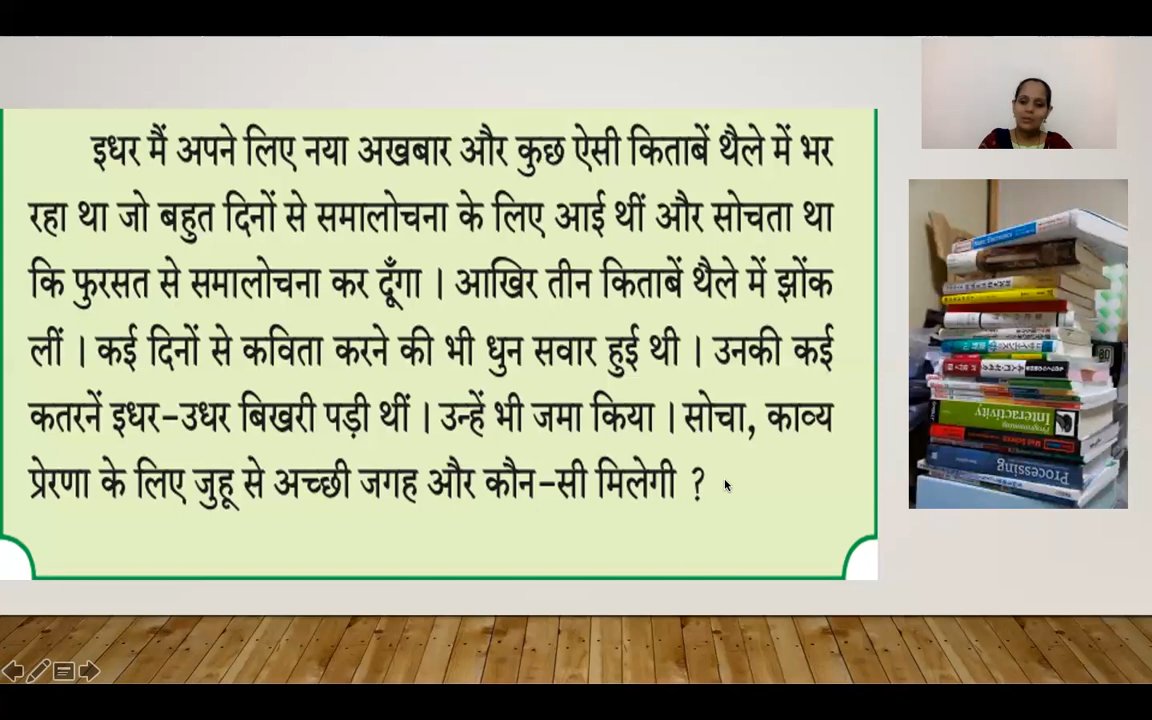 इधर मैं अपने लिए नया अखबार और कुछ ऐसी किताबें थैले में भर
रहा था जो बहुत दिनों से समालोचना के लिए आई थीं और सोचता था
कि फुरसत से समालोचना कर दूँगा । आखिर तीन किताबें थैले में झोंक
लीं । कई दिनों से कविता करने की भी धुन सवार हुई थी । उनकी कई
कतरनें इधर-उधर बिखरी पड़ी थीं । उन्हें भी जमा किया । सोचा, काव्य
प्रेरणा के लिए जुहू से अच्छी जगह और कौन-सी मिलेगी ?
Interactivity
Processing